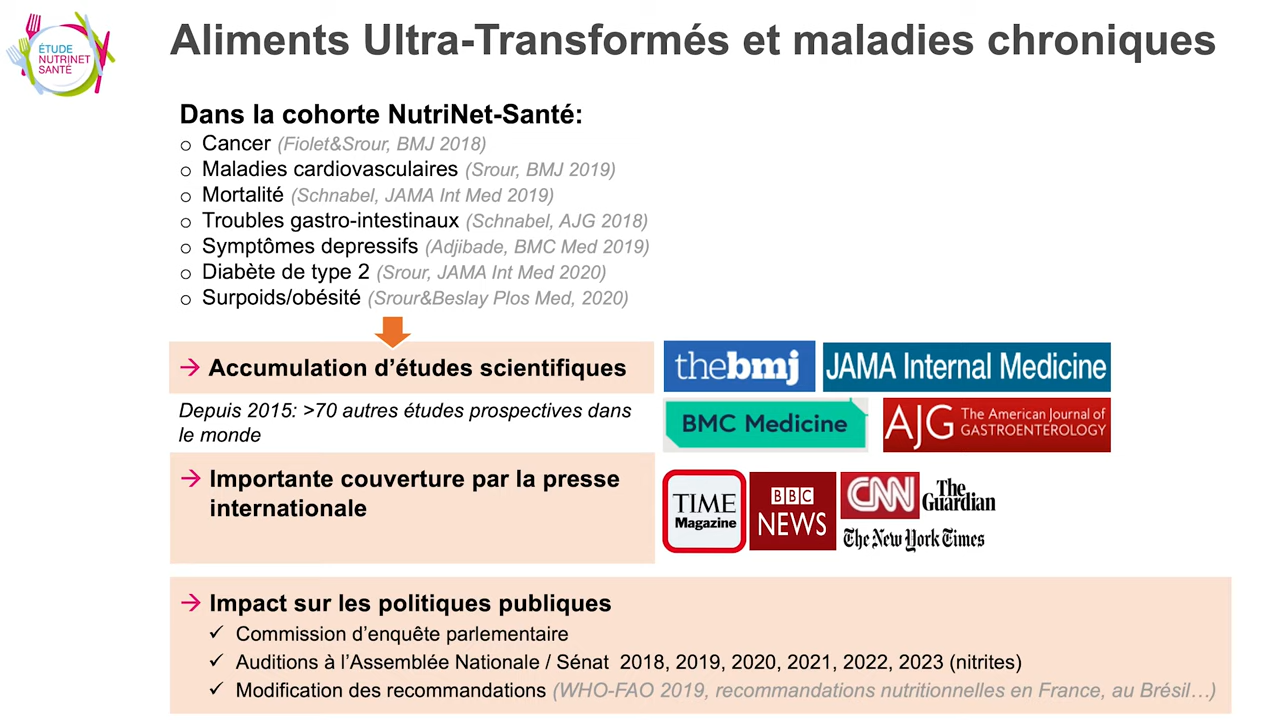 ÉTUDE
NUTRINET
SANTÉ
Aliments Ultra-Transformés et maladies chroniques
Dans la cohorte NutriNet-Santé:
o Cancer (Fiolet&Srour, BMJ 2018)
o Maladies cardiovasculaires (Srour, BMJ 2019)
o Mortalité (Schnabel, JAMA Int Med 2019)
o Troubles gastro-intestinaux (Schnabel, AJG 2018)
o Symptômes depressifs (Adjibade, BMC Med 2019)
o Diabète de type 2 (Srour, JAMA Int Med 2020)
o Surpoids/obésité (Srour&Beslay Plos Med, 2020)
→ Accumulation d'études scientifiques
thebmj
JAMA Internal Medicine
Depuis 2015: >70 autres études prospectives dans
le monde
BMC Medicine
AJG The American Journal of
GASTROENTEROLOGY
→ Importante couverture par la presse
internationale
TIME
Magazine
BBC
NEWS
CNN
The
Guardian
The New York Times
→ Impact sur les politiques publiques
✓ Commission d'enquête parlementaire
✓ Auditions à l'Assemblée Nationale / Sénat 2018, 2019, 2020, 2021, 2022, 2023 (nitrites)
✓ Modification des recommandations (WHO-FAO 2019, recommandations nutritionnelles en France, au Brésil…)